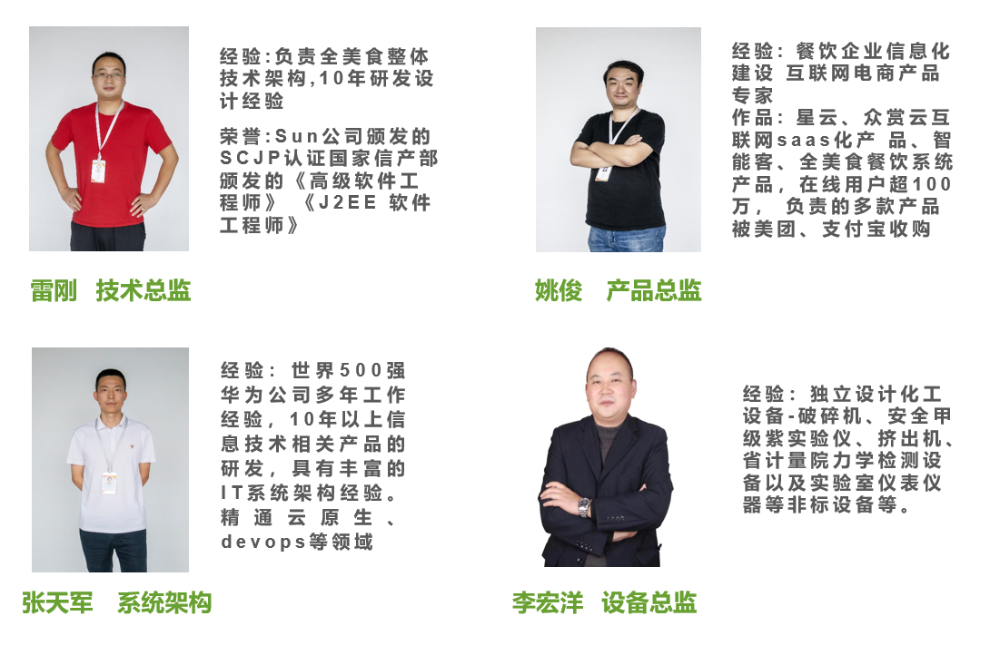 经验:负责全美食整体
技术架构,10年研发设
计经验
荣誉:Sun公司颁发的
SCJP认证国家信产部
颁发的《高级软件工
程师》 《J2EE 软件
工程师》
雷刚 技术总监
经验：餐饮企业信息化
建设 互联网电商产品
专家
作品：星云、众赏云互
联网saas化产 品、智
能客、全美食餐饮系统
产品，在线用户超100
万， 负责的多款产品
被美团、支付宝收购
姚俊 产品总监
经验：世界500强
华为公司多年工作
经验，10年以上信
息技术相关产品的
研发，具有丰富的
IT系统架构经验。
精通云原生、
devops等领域
张天军 系统架构
经验：独立设计化工
设备-破碎机、安全甲
级紫实验仪、挤出机、
省计量院力学检测设
备以及实验室仪表仪
器等非标设备等。
李宏洋 设备总监